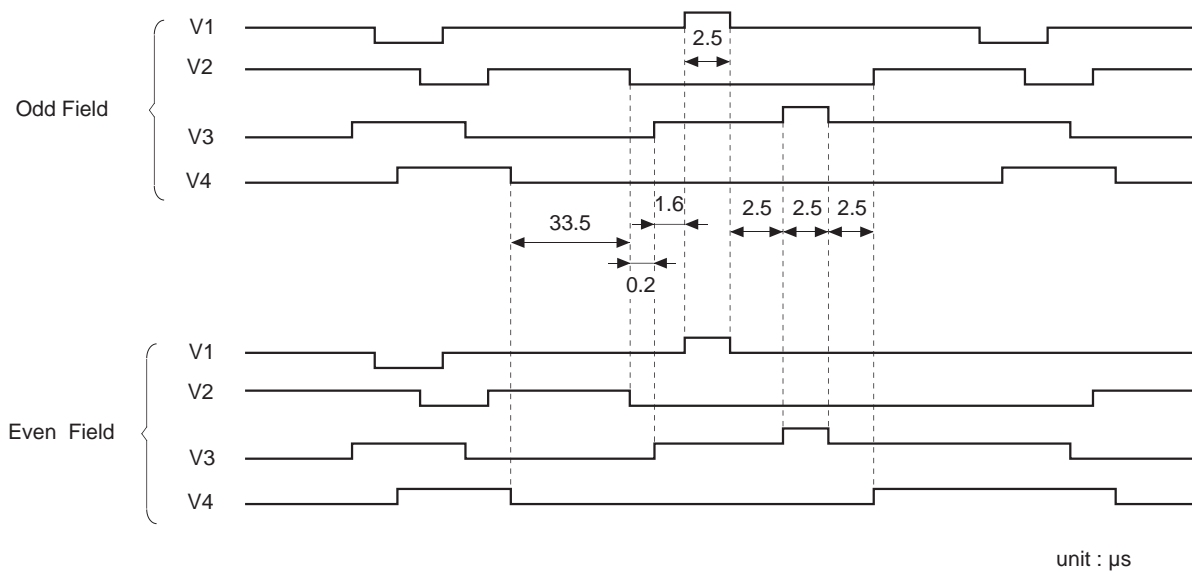 V1
2.5
V2
Odd Field
V3
V4
1.6
33.5
2.5 2.5 2.5
0.2
V1
V2
Even Field
V3
V4
unit : µs